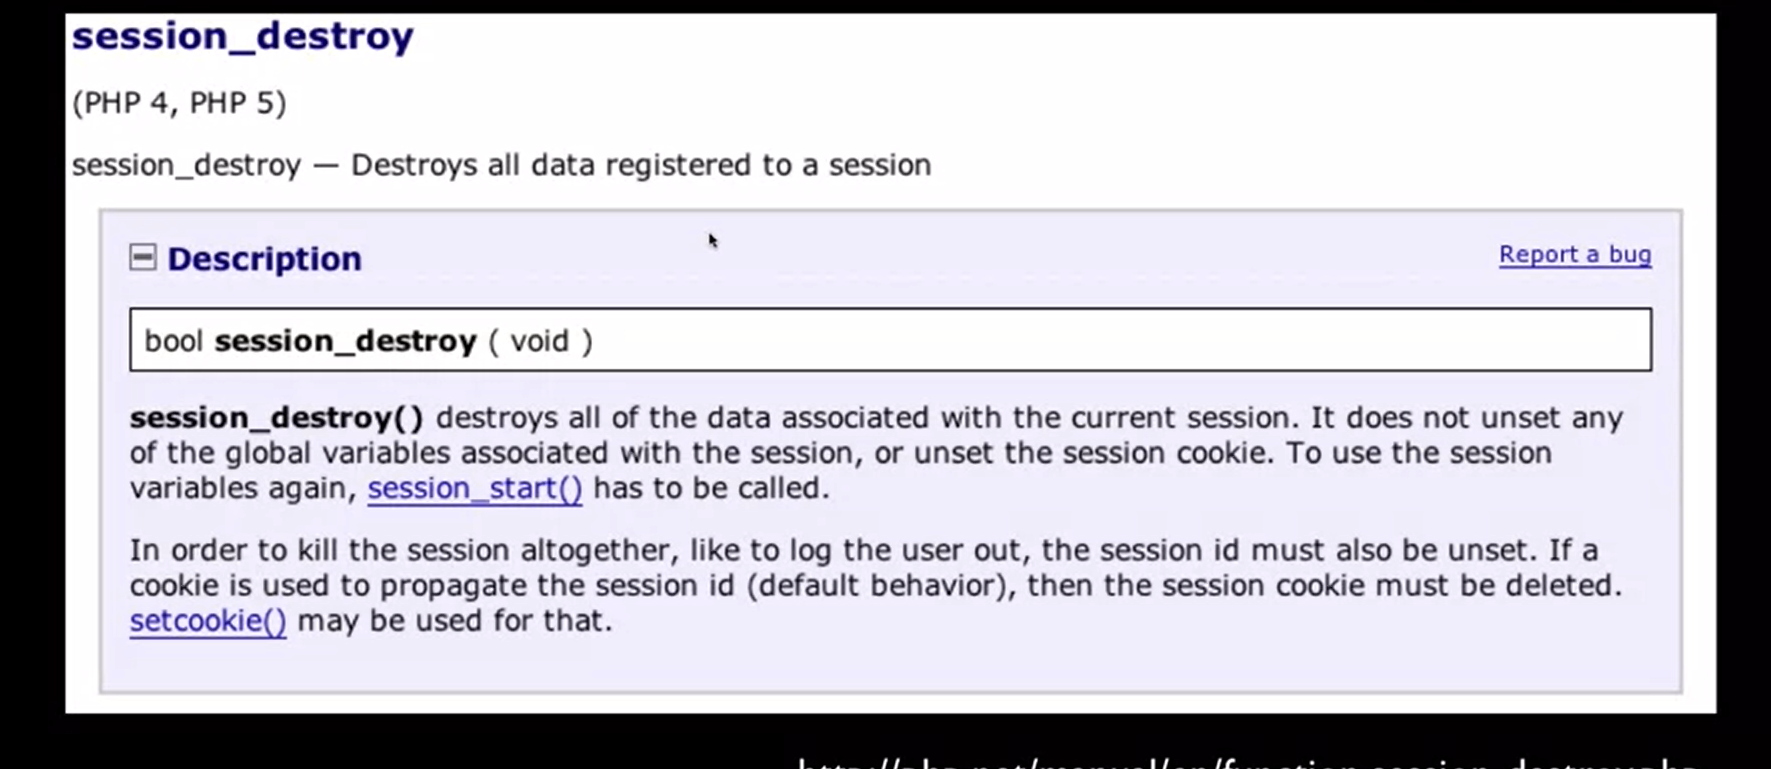 session_destroy
(PHP 4, PHP 5)
session_destroy — Destroys all data registered to a session
Description
Report a bug
bool session_destroy ( void )
session_destroy() destroys all of the data associated with the current session. It does not unset any
of the global variables associated with the session, or unset the session cookie. To use the session
variables again, session_start() has to be called.
In order to kill the session altogether, like to log the user out, the session id must also be unset. If a
cookie is used to propagate the session id (default behavior), then the session cookie must be deleted.
setcookie() may be used for that.